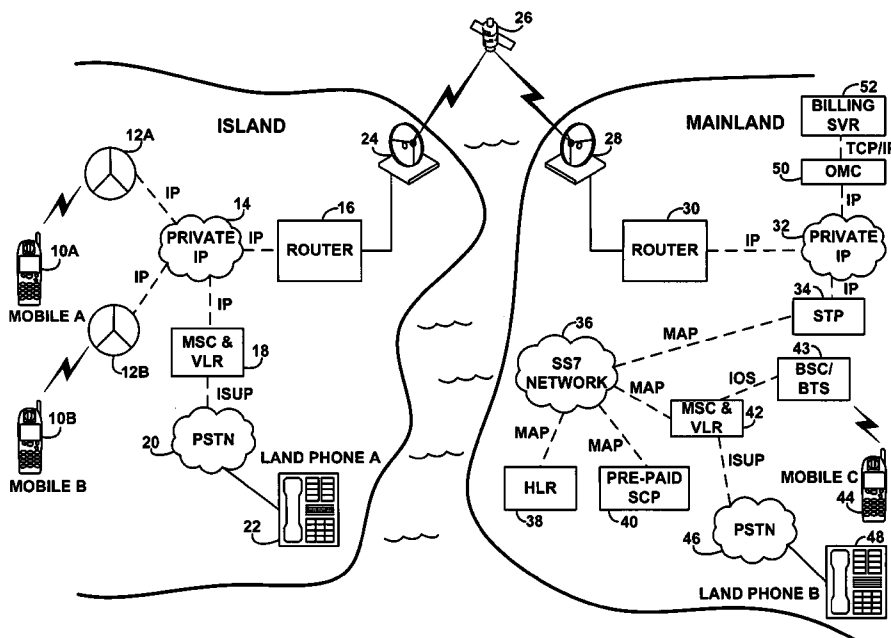 26
52
BILLING
SVR
ISLAND
MAINLAND
24
28
TCP/IP
12A
50
OMC
IP
IP
14
16
30
32
PRIVATE
IP
IP
ROUTER
ROUTER
IP
PRIVATE
IP
10A
IP
IP
MOBILE A
34
STP
36
MAP
43
SS7
NETWORK
BSC/
BTS
12B
MSC &
VLR
18
IOS
MAP
MSC &
VLR
42
10B
ISUP
MAP
MAP
ISUP
20
PSTN
LAND PHONE A
MOBILE B
HLR
PRE-PAID
SCP
MOBILE C
44
22
38
40
46
PSTN
48
LAND PHONE B